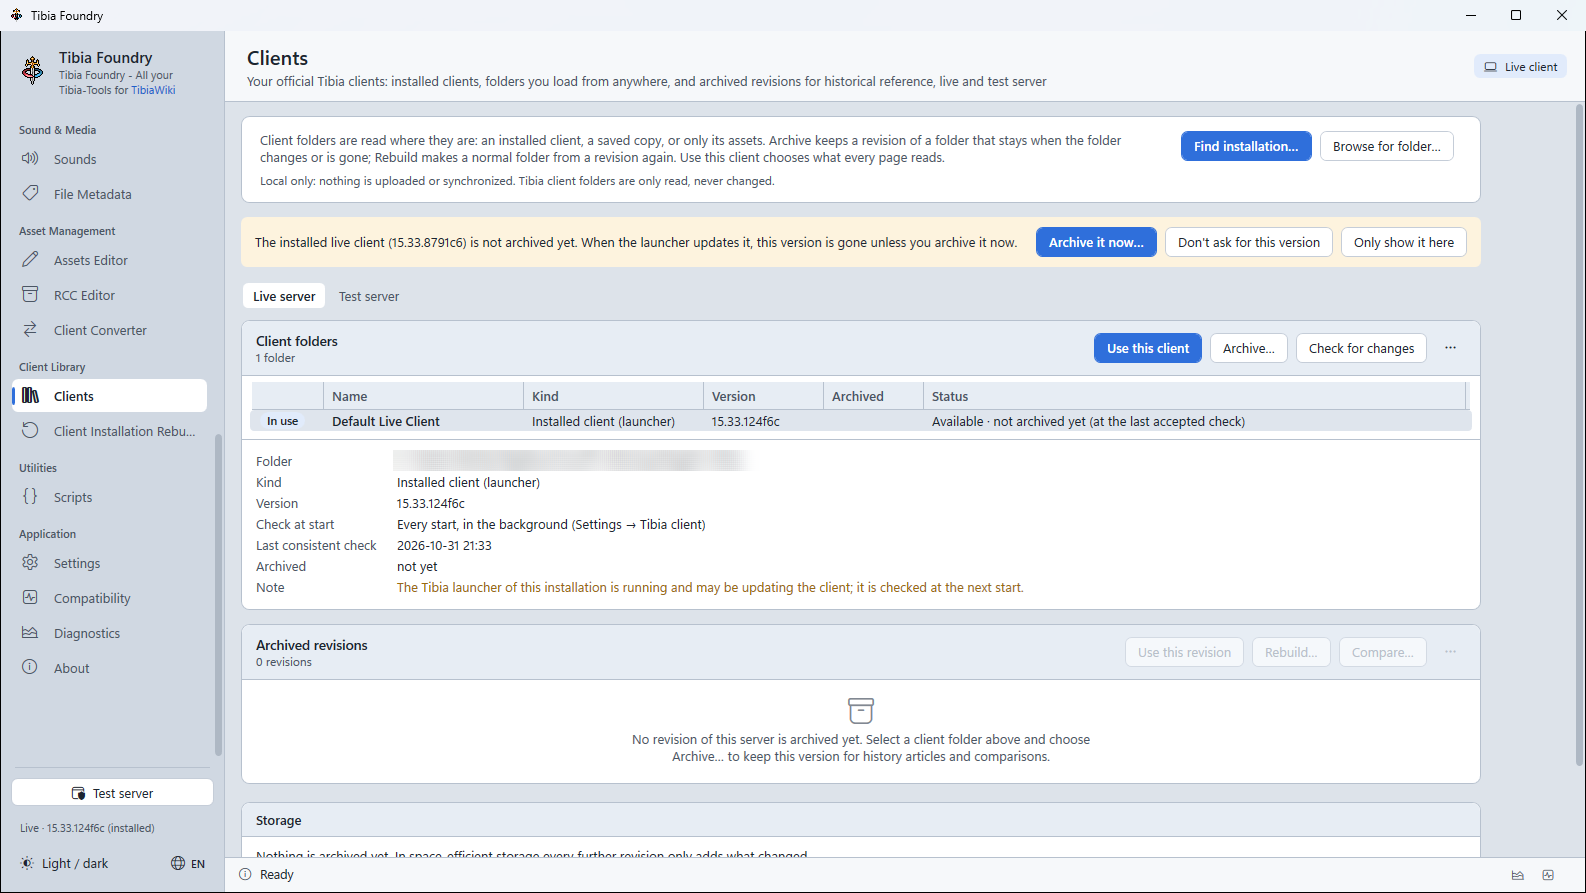 Tibia Foundry
Tibia Foundry
Tibia Foundry - All your
Tibia-Tools for TibiaWiki
Sound & Media
Sounds
File Metadata
Asset Management
Assets Editor
RCC Editor
Client Converter
Client Library
Clients
Client Installation Rebu...
Utilities
Scripts
Application
Settings
Compatibility
Diagnostics
About
Test server
Live · 15.33.124f6c (installed)
Light / dark
EN
Clients
Your official Tibia clients: installed clients, folders you load from anywhere, and archived revisions for historical reference, live and test server
Live client
Client folders are read where they are: an installed client, a saved copy, or only its assets. Archive keeps a revision of a folder that stays when the folder
changes or is gone; Rebuild makes a normal folder from a revision again. Use this client chooses what every page reads.
Local only: nothing is uploaded or synchronized. Tibia client folders are only read, never changed.
Find installation...
Browse for folder...
The installed live client (15.33.8791c6) is not archived yet. When the launcher updates it, this version is gone unless you archive it now.
Archive it now...
Don't ask for this version
Only show it here
Live server
Test server
Client folders
1 folder
Use this client
Archive...
Check for changes
...
Name Kind Version Archived Status
In use Default Live Client Installed client (launcher) 15.33.124f6c Available · not archived yet (at the last accepted check)
Folder
Kind Installed client (launcher)
Version 15.33.124f6c
Check at start Every start, in the background (Settings → Tibia client)
Last consistent check 2026-10-31 21:33
Archived not yet
Note The Tibia launcher of this installation is running and may be updating the client; it is checked at the next start.
Archived revisions
0 revisions
Use this revision
Rebuild...
Compare...
...
No revision of this server is archived yet. Select a client folder above and choose
Archive... to keep this version for history articles and comparisons.
Storage
Nothing is archived yet. In space-efficient storage every further revision only adds what changed.
Ready